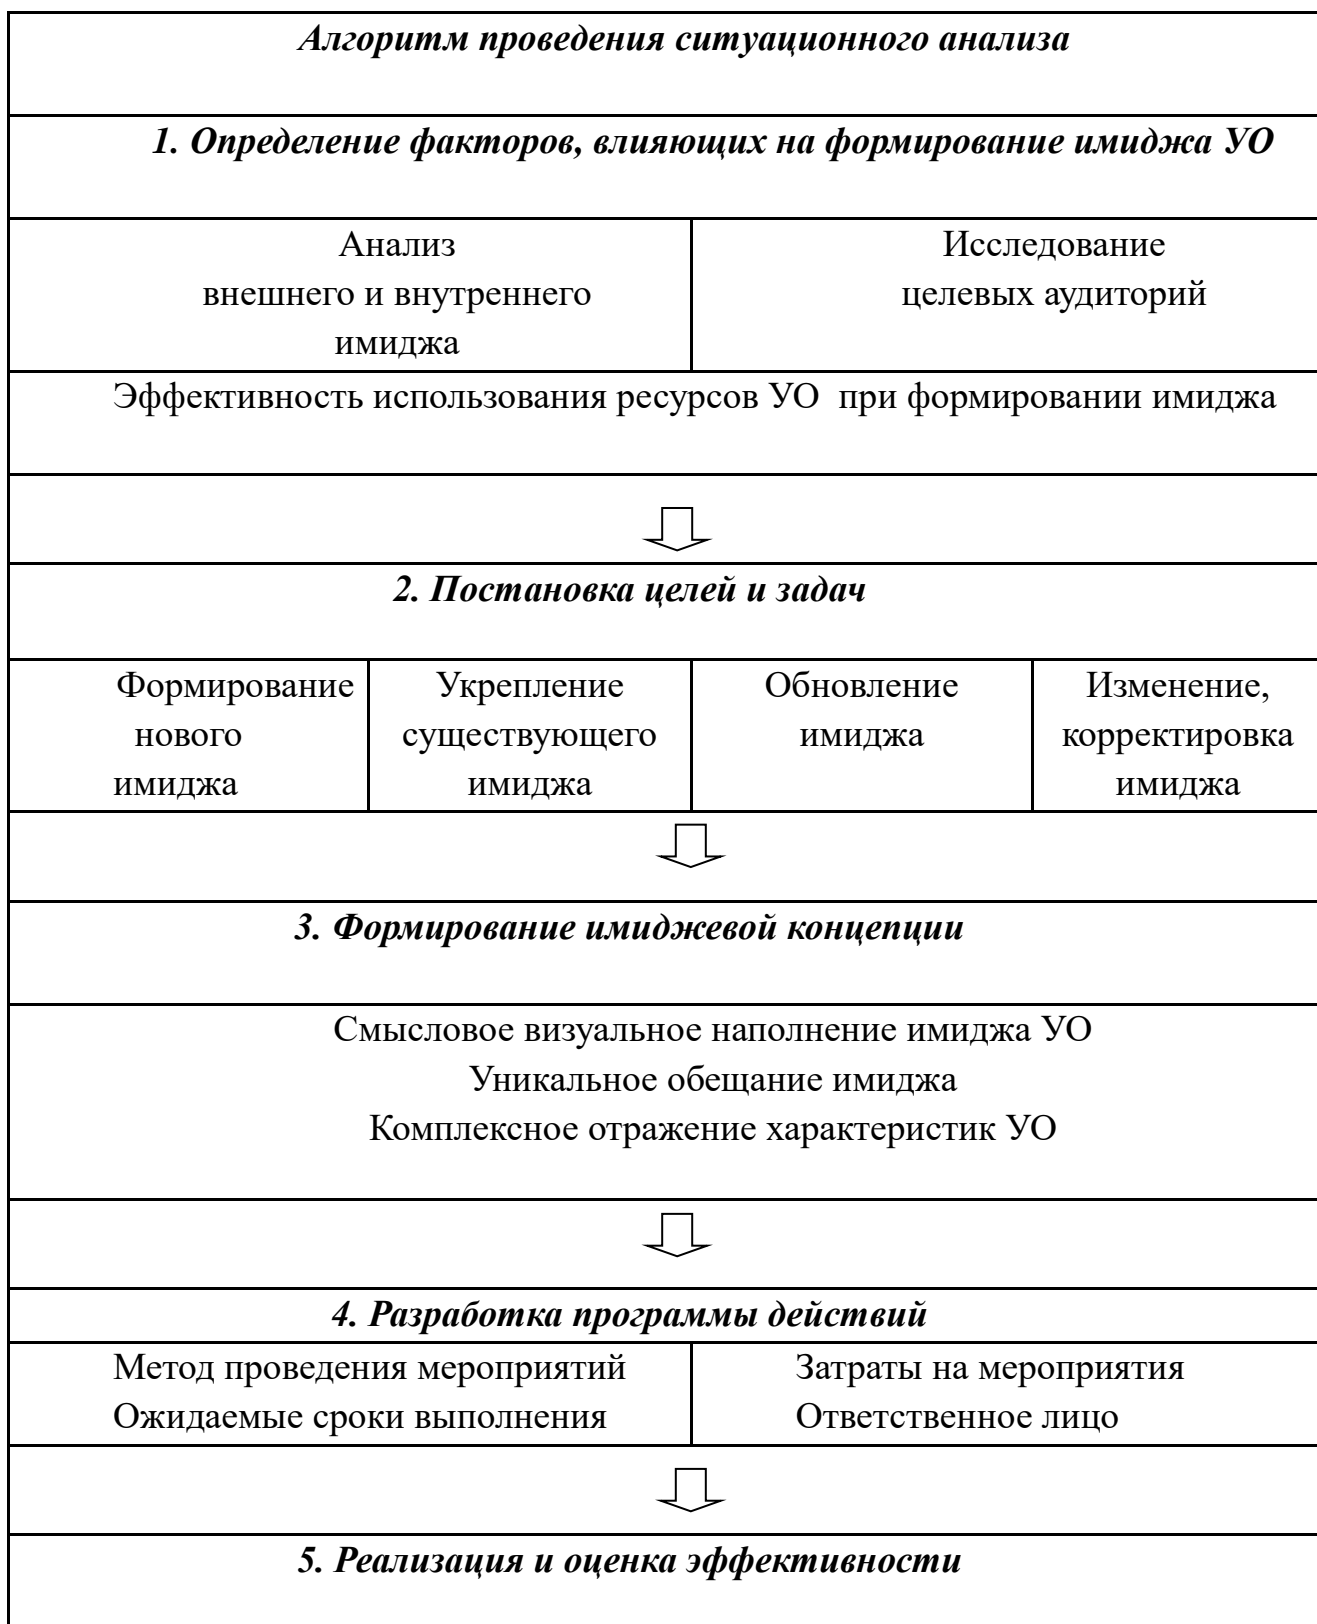 Алгоритм проведения ситуационного анализа
1. Определение факторов, влияющих на формирование имиджа УО
Анализ
внешнего и внутреннего
имиджа
Исследование
целевых аудиторий
Эффективность использования ресурсов УО при формировании имиджа
2. Постановка целей и задач
Формирование
нового
имиджа
Укрепление
существующего
имиджа
Обновление
имиджа
Изменение,
корректировка
имиджа
3. Формирование имиджевой концепции
Смысловое визуальное наполнение имиджа УО
Уникальное обещание имиджа
Комплексное отражение характеристик УО
4. Разработка программы действий
Метод проведения мероприятий
Ожидаемые сроки выполнения
Затраты на мероприятия
Ответственное лицо
5. Реализация и оценка эффективности